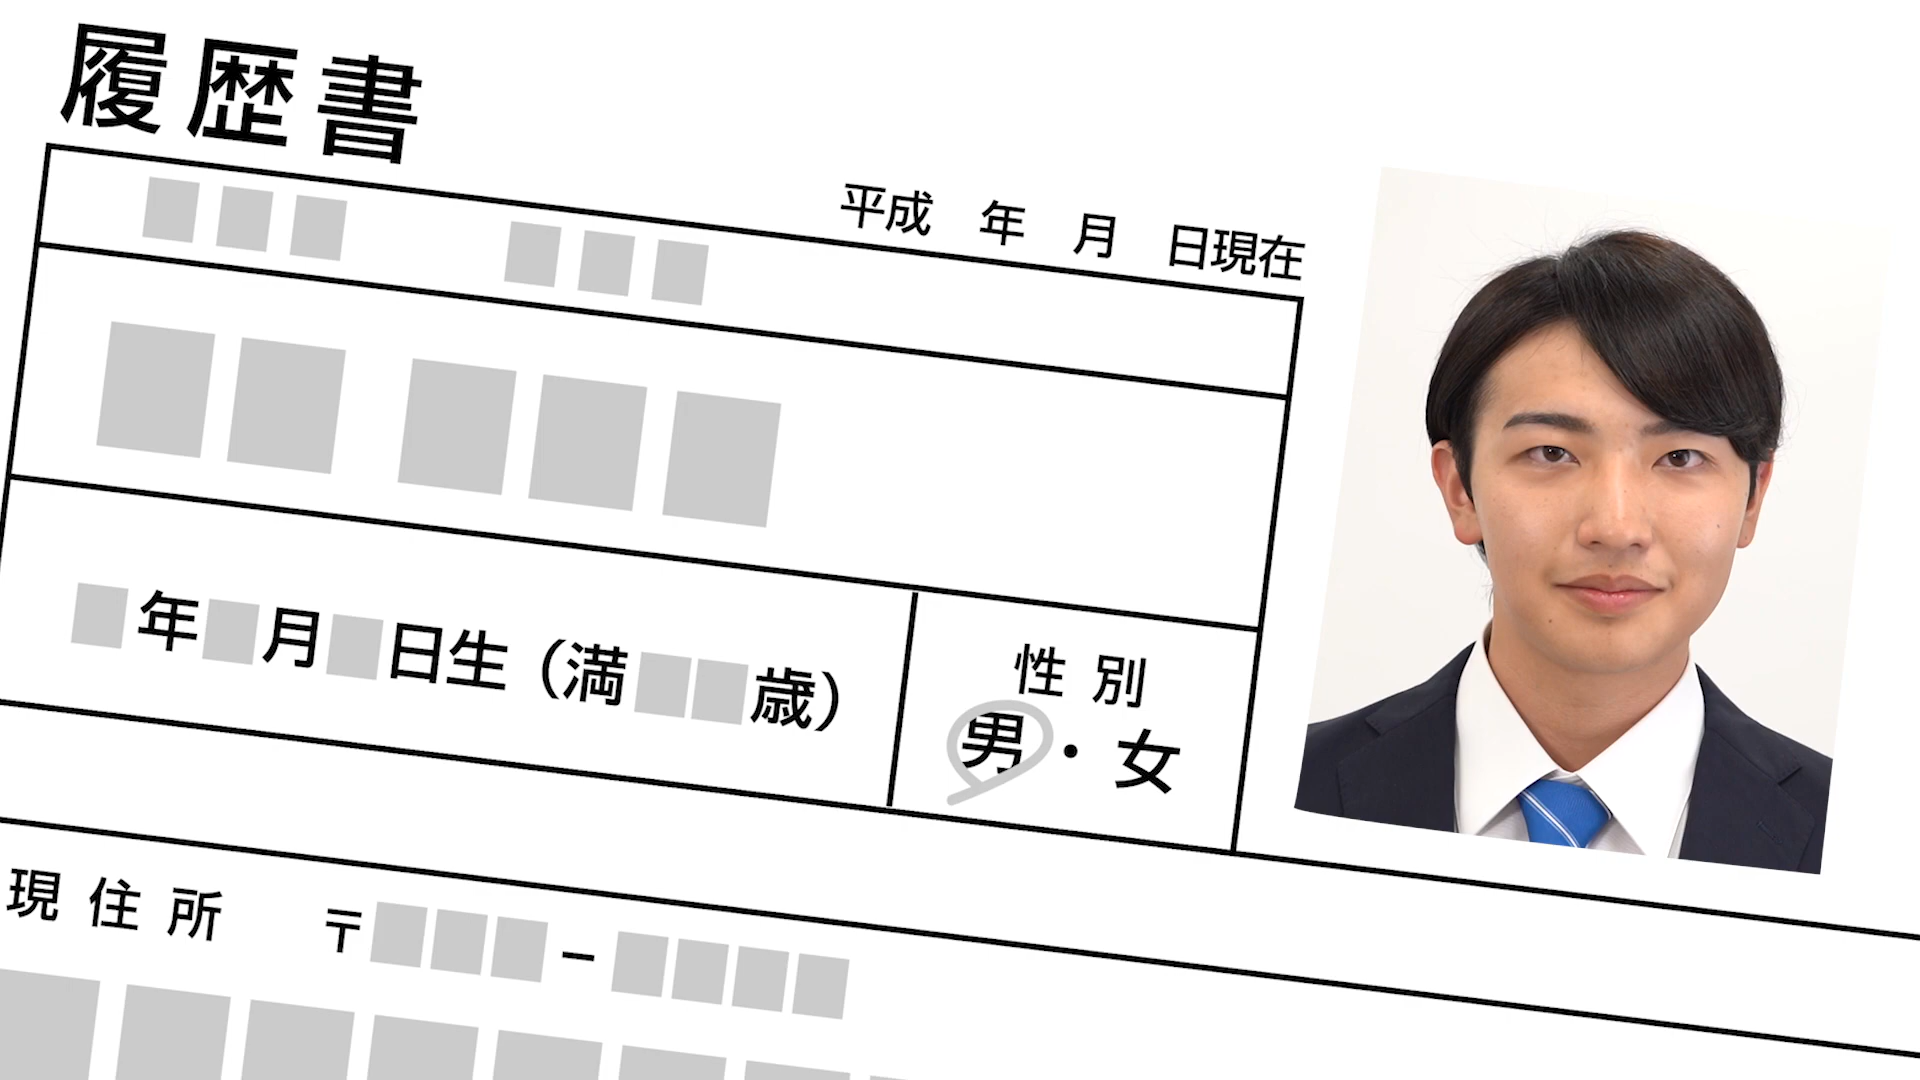 履歴書
平成 年 月 日現在
年 月 日生（満 歳）
性別
男・女
現住所 〒 －